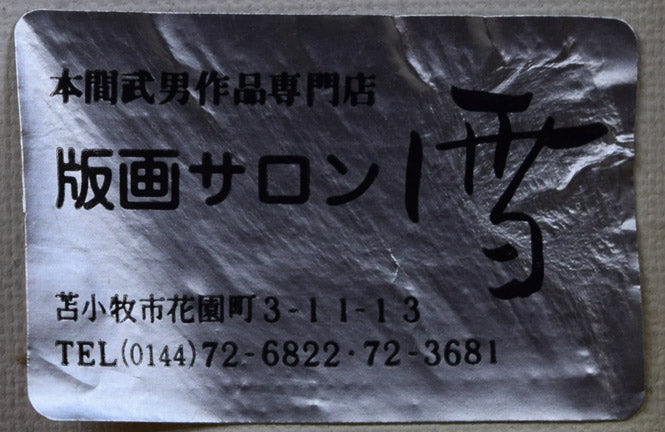 本間武男作品専門店
版画サロン 雪
苫小牧市花園町3-11-13
TEL(0144)72-6822·72-3681